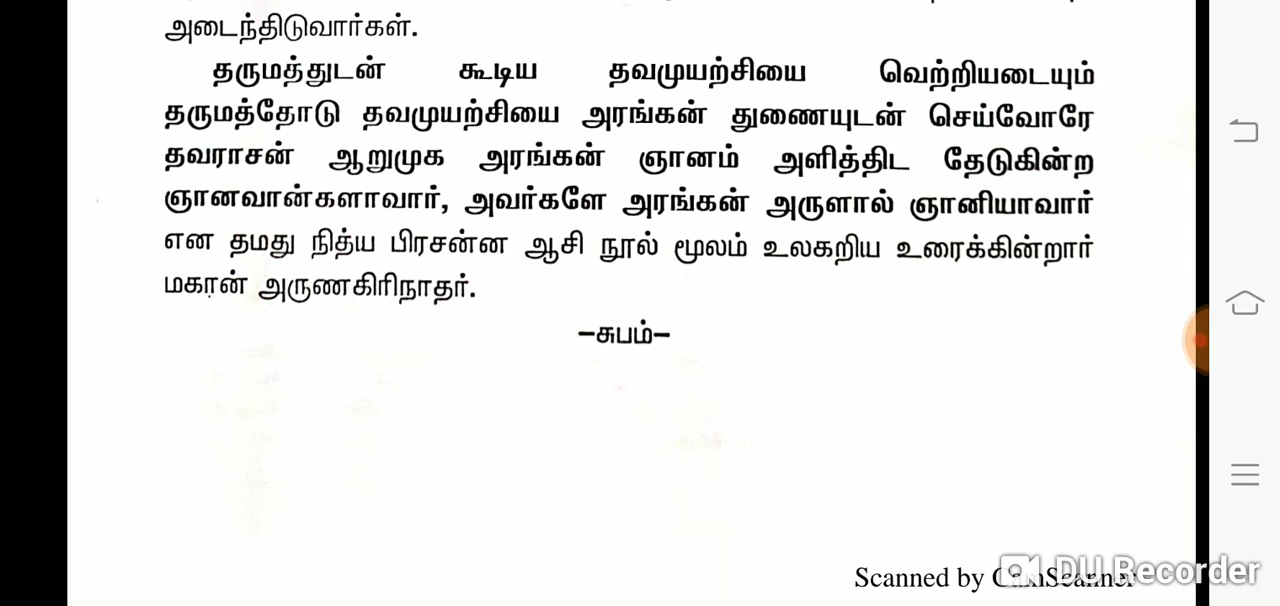 அடைந்திடுவார்கள்.
தருமத்துடன் கூடிய தவமுயற்சியை வெற்றியடையும்
தருமத்தோடு தவமுயற்சியை அரங்கன் துணையுடன் செய்வோரே
தவராசன் ஆறுமுக அரங்கன் ஞானம் அளித்திட தேடுகின்ற
ஞானவான்களாவார், அவர்களே அரங்கன் அருளால் ஞானியாவார்
என தமது நித்ய பிரசன்ன ஆசி நூல் மூலம் உலகறிய உரைக்கின்றார்
மகான் அருணகிரிநாதர்.
–சுபம்–
Scanned by CamScanner
DU Recorder